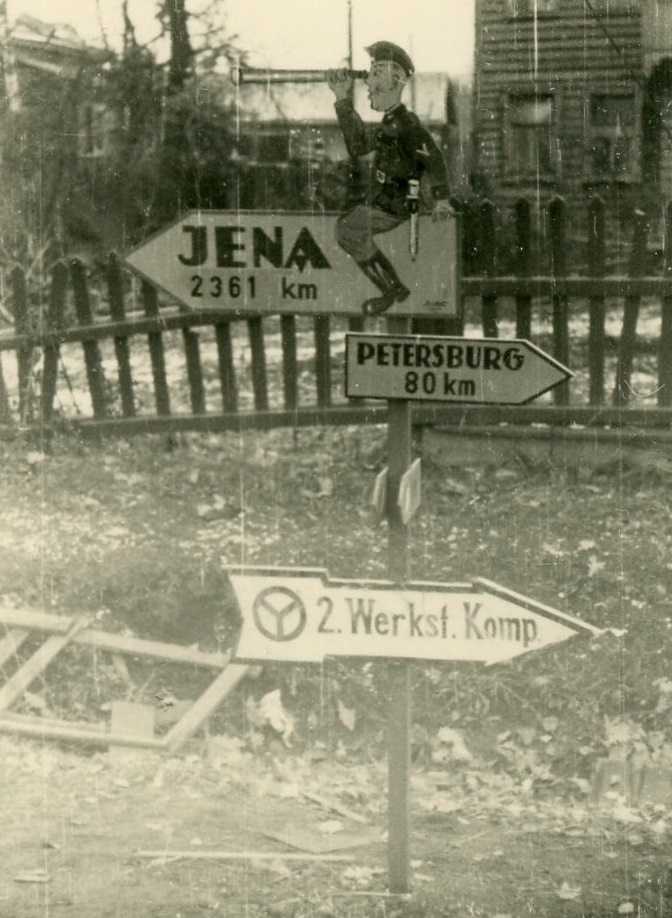 JENA
2361 km
PETERSBURG
80 km
2. Werkst. Komp.